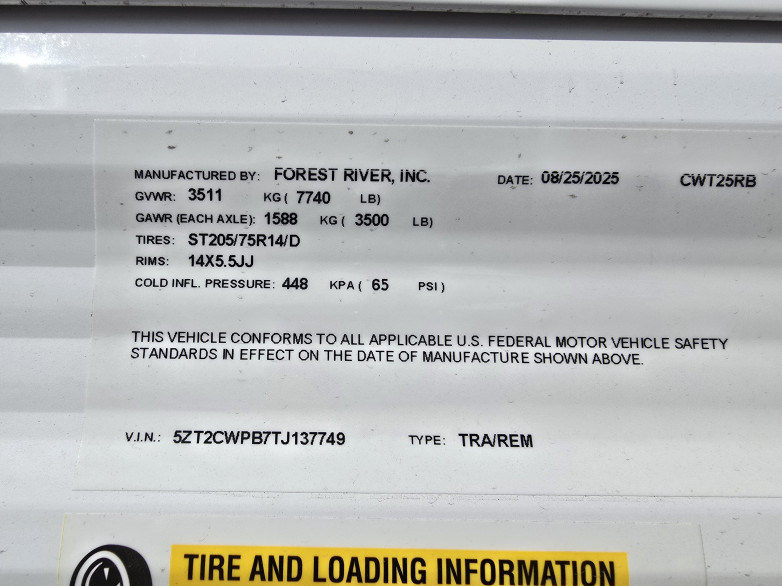 MANUFACTURED BY: FOREST RIVER, INC. DATE: 08/25/2025 CWT25RB
GVWR: 3511 KG ( 7740 LB)
GAWR (EACH AXLE): 1588 KG ( 3500 LB)
TIRES: ST205/75R14/D
RIMS: 14X5.5JJ
COLD INFL. PRESSURE: 448 KPA ( 65 PSI )
THIS VEHICLE CONFORMS TO ALL APPLICABLE U.S. FEDERAL MOTOR VEHICLE SAFETY
STANDARDS IN EFFECT ON THE DATE OF MANUFACTURE SHOWN ABOVE.
V.I.N.: 5ZT2CWPB7TJ137749 TYPE: TRA/REM
TIRE AND LOADING INFORMATION